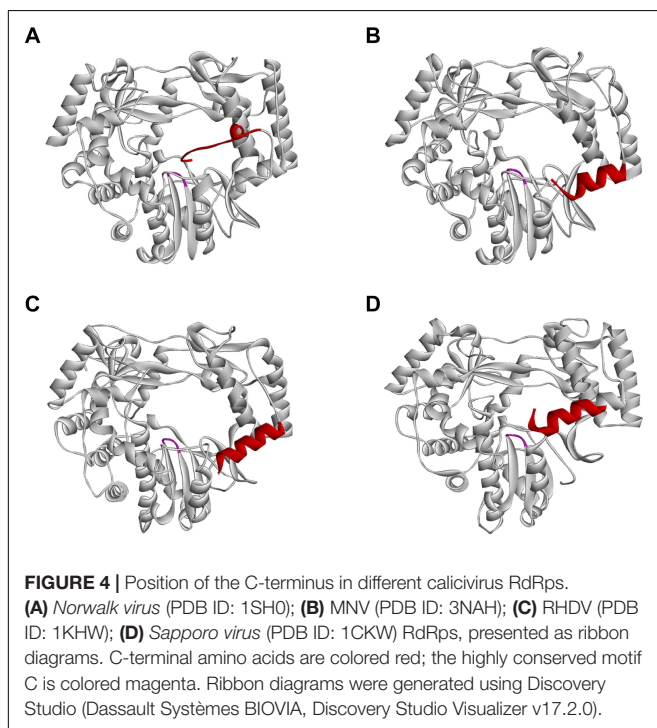 A
B
C
D
FIGURE 4 | Position of the C-terminus in different calicivirus RdRps.
(A) Norwalk virus (PDB ID: 1SH0); (B) MNV (PDB ID: 3NAH); (C) RHDV (PDB
ID: 1KHW); (D) Sapporo virus (PDB ID: 1CKW) RdRps, presented as ribbon
diagrams. C-terminal amino acids are colored red; the highly conserved motif
C is colored magenta. Ribbon diagrams were generated using Discovery
Studio (Dassault Systèmes BIOVIA, Discovery Studio Visualizer v17.2.0).